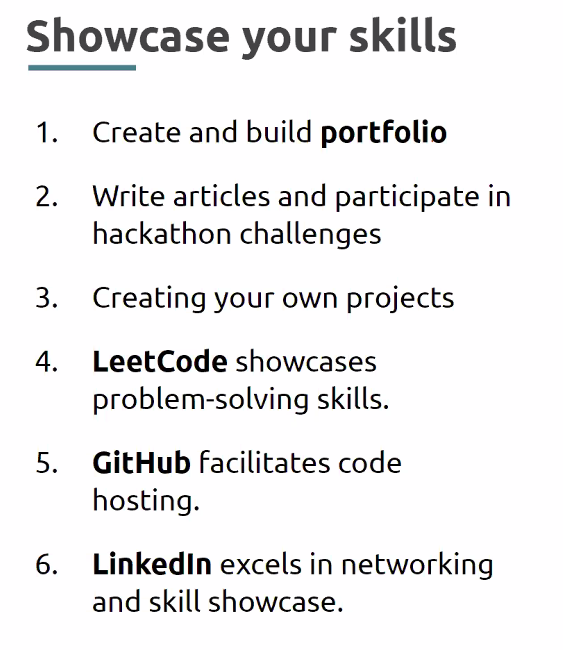 Showcase your skills
1. Create and build portfolio
2. Write articles and participate in
hackathon challenges
3. Creating your own projects
4. LeetCode showcases
problem-solving skills.
5. GitHub facilitates code
hosting.
6. LinkedIn excels in networking
and skill showcase.